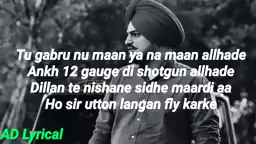 Tu gabru nu maan ya na maan allhade
Ankh 12 gauge di shotgun allhade
Dillan te nishane sidhe maardi aa
Ho sir utton langan fly karke
AD Lyrical